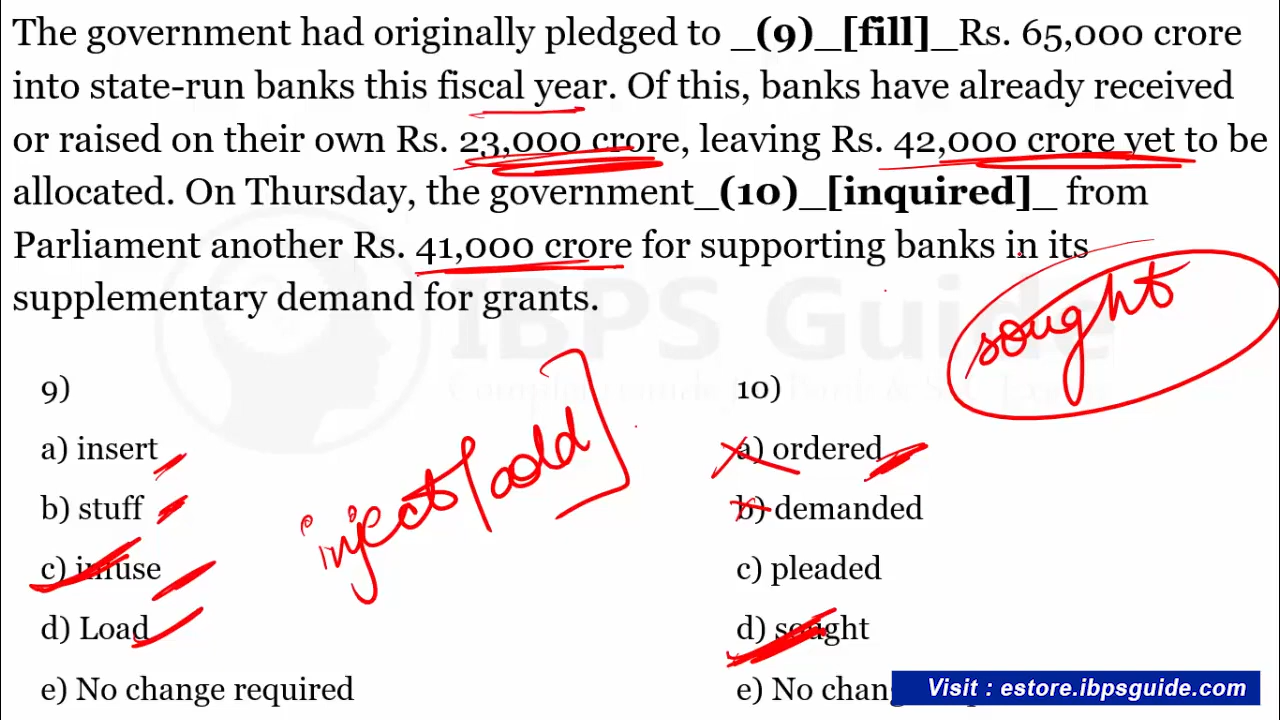 The government had originally pledged to _(9)_[fill]_Rs. 65,000 crore
into state-run banks this fiscal year. Of this, banks have already received
or raised on their own Rs. 23,000 crore, leaving Rs. 42,000 crore yet to be
allocated. On Thursday, the government_(10)_[inquired]_ from
Parliament another Rs. 41,000 crore for supporting banks in its
supplementary demand for grants.
sought
IBPS Guide
9)
a) insert
b) stuff
c) infuse
d) Load
e) No change required
inject/add
10)
a) ordered
b) demanded
c) pleaded
d) sought
e) No chan
Visit : estore.ibpsguide.com